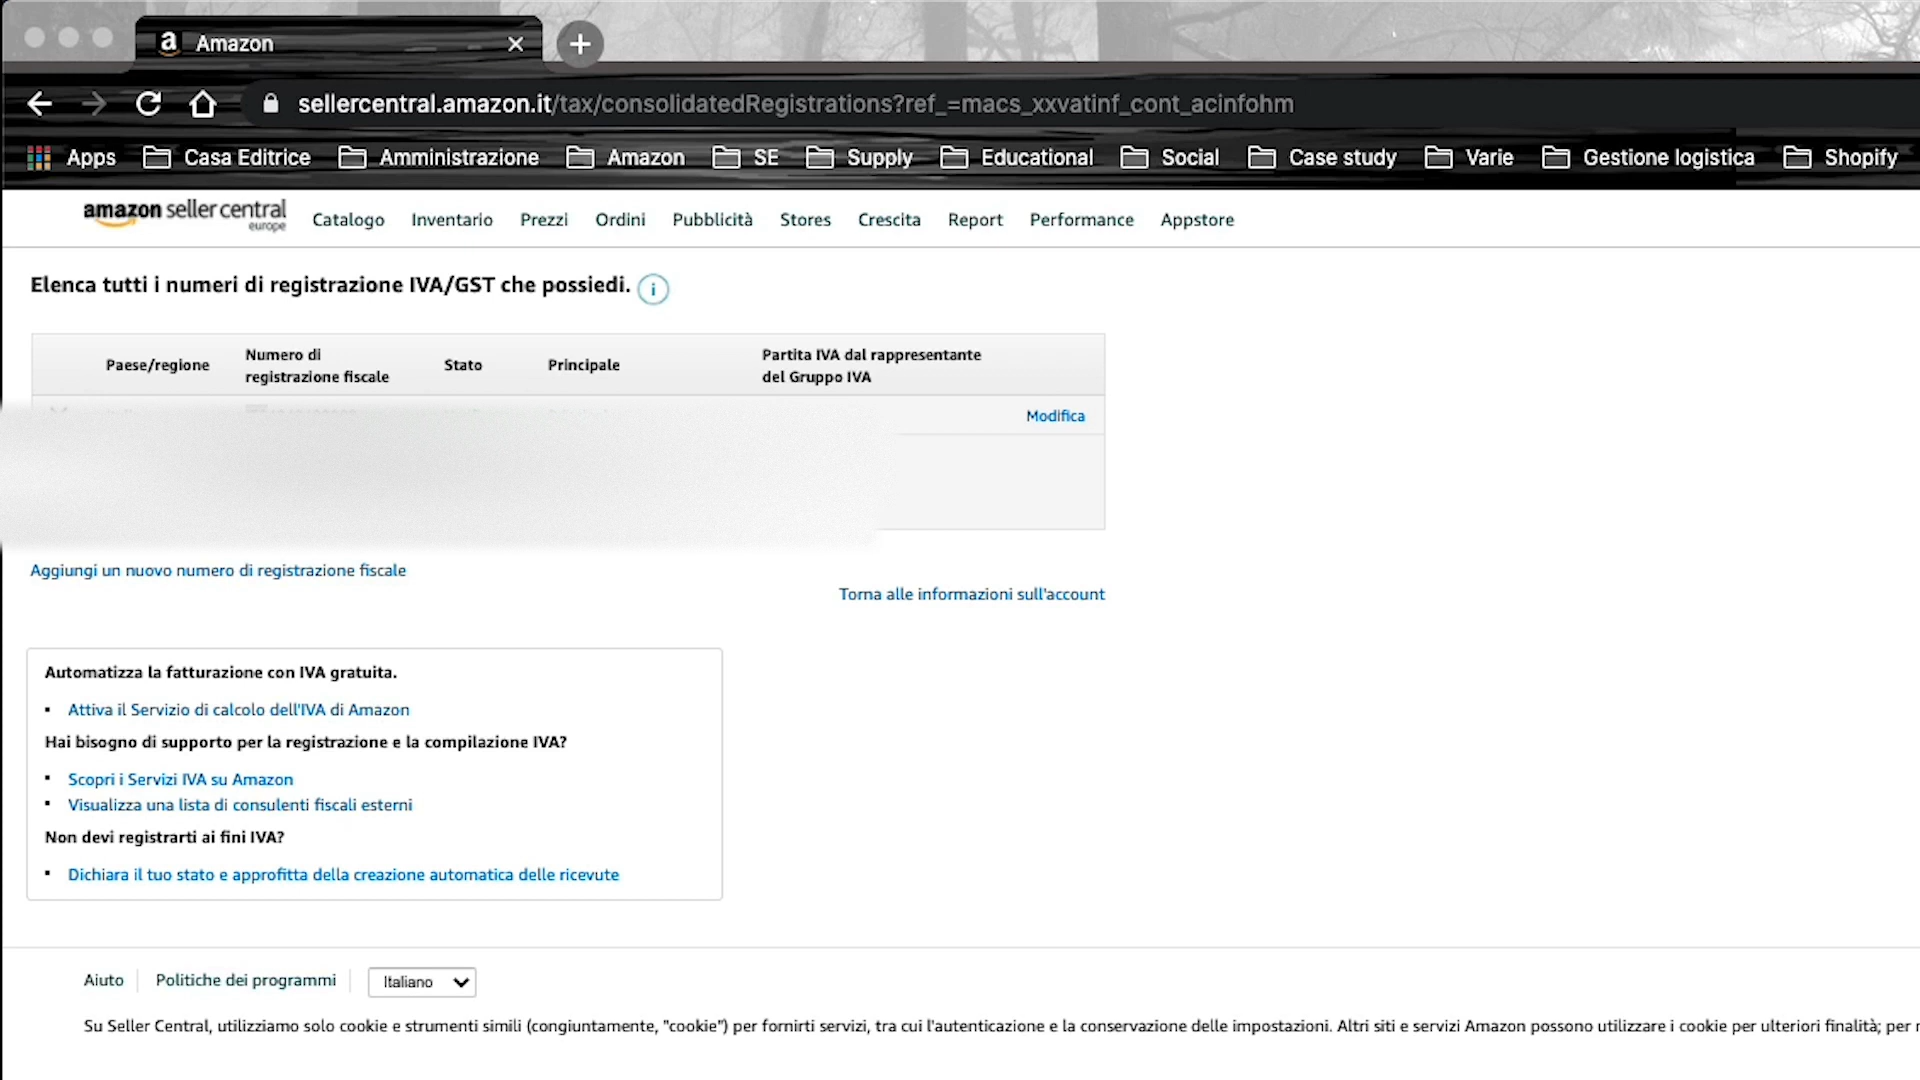 Amazon
sellercentral.amazon.it/tax/consolidatedRegistrations?ref_=macs_xxvatinf_cont_acinfohm
Apps Casa Editrice Amministrazione Amazon SE Supply Educational Social Case study Varie Gestione logistica Shopify
amazon seller central europe Catalogo Inventario Prezzi Ordini Pubblicità Stores Crescita Report Performance Appstore
Elenca tutti i numeri di registrazione IVA/GST che possiedi.
Paese/regione Numero di registrazione fiscale Stato Principale Partita IVA dal rappresentante del Gruppo IVA
Modifica
Aggiungi un nuovo numero di registrazione fiscale
Torna alle informazioni sull'account
Automatizza la fatturazione con IVA gratuita.
Attiva il Servizio di calcolo dell'IVA di Amazon
Hai bisogno di supporto per la registrazione e la compilazione IVA?
Scopri i Servizi IVA su Amazon
Visualizza una lista di consulenti fiscali esterni
Non devi registrarti ai fini IVA?
Dichiara il tuo stato e approfitta della creazione automatica delle ricevute
Aiuto Politiche dei programmi Italiano
Su Seller Central, utilizziamo solo cookie e strumenti simili (congiuntamente, "cookie") per fornirti servizi, tra cui l'autenticazione e la conservazione delle impostazioni. Altri siti e servizi Amazon possono utilizzare i cookie per ulteriori finalità; per